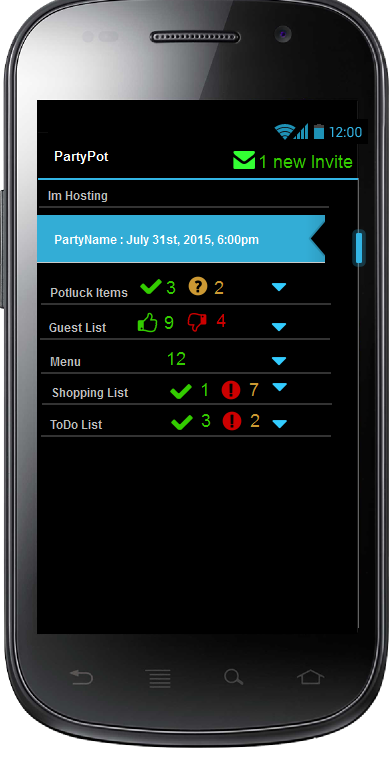 12:00
PartyPot
1 new Invite
Im Hosting
PartyName : July 31st, 2015, 6:00pm
Potluck Items 3 ? 2
Guest List 9 4
Menu 12
Shopping List 1 ! 7
ToDo List 3 ! 2